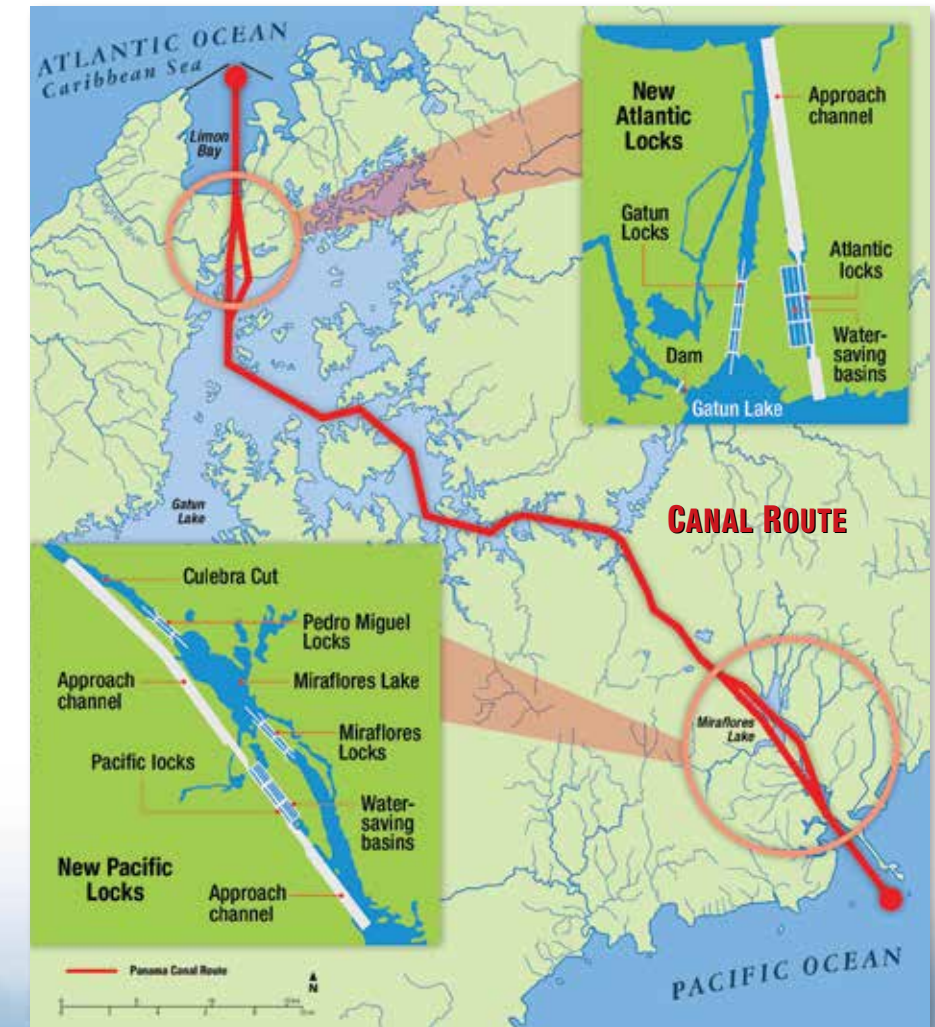 ATLANTIC OCEAN
Caribbean Sea
Limon
Bay
Chagres River
New
Atlantic
Locks
Approach
channel
Gatun
Locks
Atlantic
locks
Water-
saving
basins
Dam
Gatun Lake
Gatun
Lake
CANAL ROUTE
Culebra Cut
Pedro Miguel
Locks
Approach
channel
Miraflores Lake
Miraflores
Locks
Pacific locks
Water-
saving
basins
New Pacific
Locks
Approach
channel
Miraflores
Lake
PACIFIC OCEAN
Panama Canal Route
N